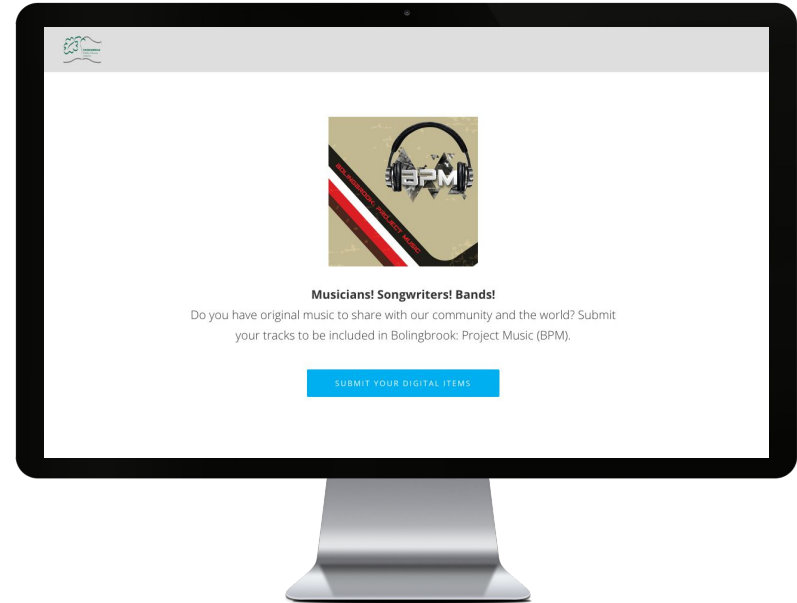 BPM
BOLINGBROOK: PROJECT MUSIC
Musicians! Songwriters! Bands!
Do you have original music to share with our community and the world? Submit
your tracks to be included in Bolingbrook: Project Music (BPM).
SUBMIT YOUR DIGITAL ITEMS